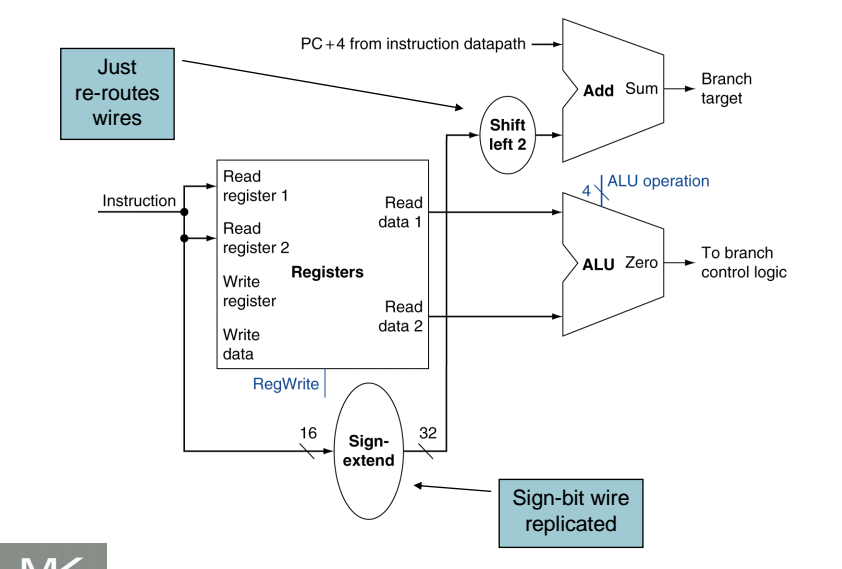 PC+4 from instruction datapath
Just
re-routes
wires
Add Sum
Branch
target
Shift
left 2
Instruction
Read
register 1
Read
data 1
4
ALU operation
Read
register 2
Registers
Write
register
ALU Zero
To branch
control logic
Read
data 2
Write
data
RegWrite
16
Sign-
extend
32
Sign-bit wire
replicated